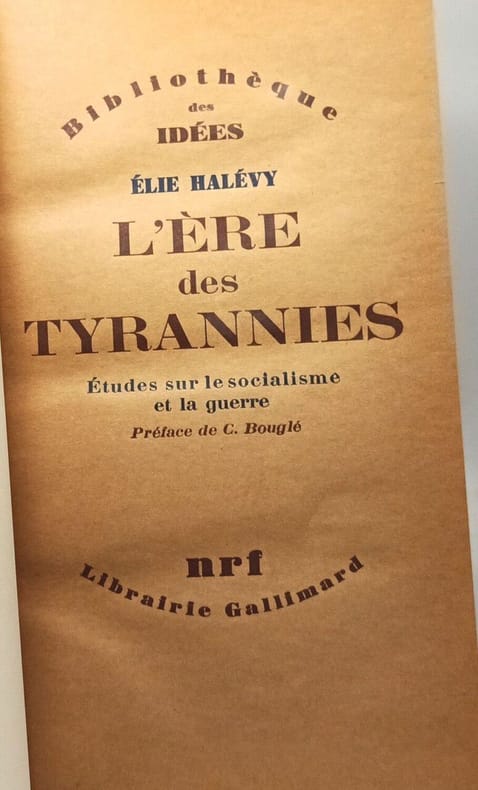 Bibliothèque
des
IDÉES
ÉLIE HALÉVY
L'ÈRE
des
TYRANNIES
Études sur le socialisme
et la guerre
Préface de C. Bouglé
nrf
Librairie Gallimard